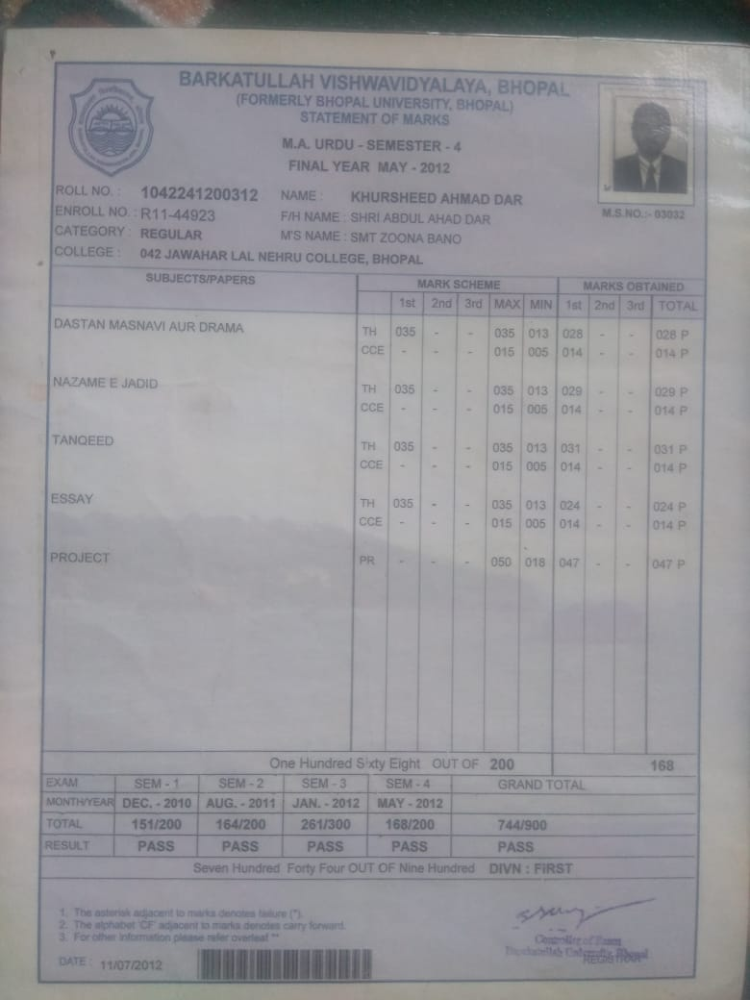 BARKATULLAH VISHWAVIDYALAYA, BHOPAL
(FORMERLY BHOPAL UNIVERSITY, BHOPAL)
STATEMENT OF MARKS
M.A. URDU - SEMESTER - 4
FINAL YEAR MAY - 2012
ROLL NO. : 1042241200312 NAME : KHURSHEED AHMAD DAR
M.S.NO.:- 03032
ENROLL NO. : R11-44923 F/H NAME : SHRI ABDUL AHAD DAR
CATEGORY : REGULAR M'S NAME : SMT ZOONA BANO
COLLEGE : 042 JAWAHAR LAL NEHRU COLLEGE, BHOPAL
SUBJECTS/PAPERS MARK SCHEME MARKS OBTAINED
1st 2nd 3rd MAX MIN 1st 2nd 3rd TOTAL
DASTAN MASNAVI AUR DRAMA TH 035 - - 035 013 028 - - 028 P
CCE - - - 015 005 014 - - 014 P
NAZAME E JADID TH 035 - - 035 013 029 - - 029 P
CCE - - - 015 005 014 - - 014 P
TANQEED TH 035 - - 035 013 031 - - 031 P
CCE - - - 015 005 014 - - 014 P
ESSAY TH 035 - - 035 013 024 - - 024 P
CCE - - - 015 005 014 - - 014 P
PROJECT PR - - - 050 018 047 - - 047 P
One Hundred Sixty Eight OUT OF 200 168
EXAM SEM - 1 SEM - 2 SEM - 3 SEM - 4 GRAND TOTAL
MONTH/YEAR DEC. - 2010 AUG. - 2011 JAN. - 2012 MAY - 2012
TOTAL 151/200 164/200 261/300 168/200 744/900
RESULT PASS PASS PASS PASS PASS
Seven Hundred Forty Four OUT OF Nine Hundred DIVN : FIRST
1. The asterisk adjacent to marks denotes failure (*).
2. The alphabet 'CF' adjacent to marks denotes carry forward.
3. For other information please refer overleaf **
Controller of Exam
Barkatullah University, Bhopal
REGISTRAR
DATE : 11/07/2012